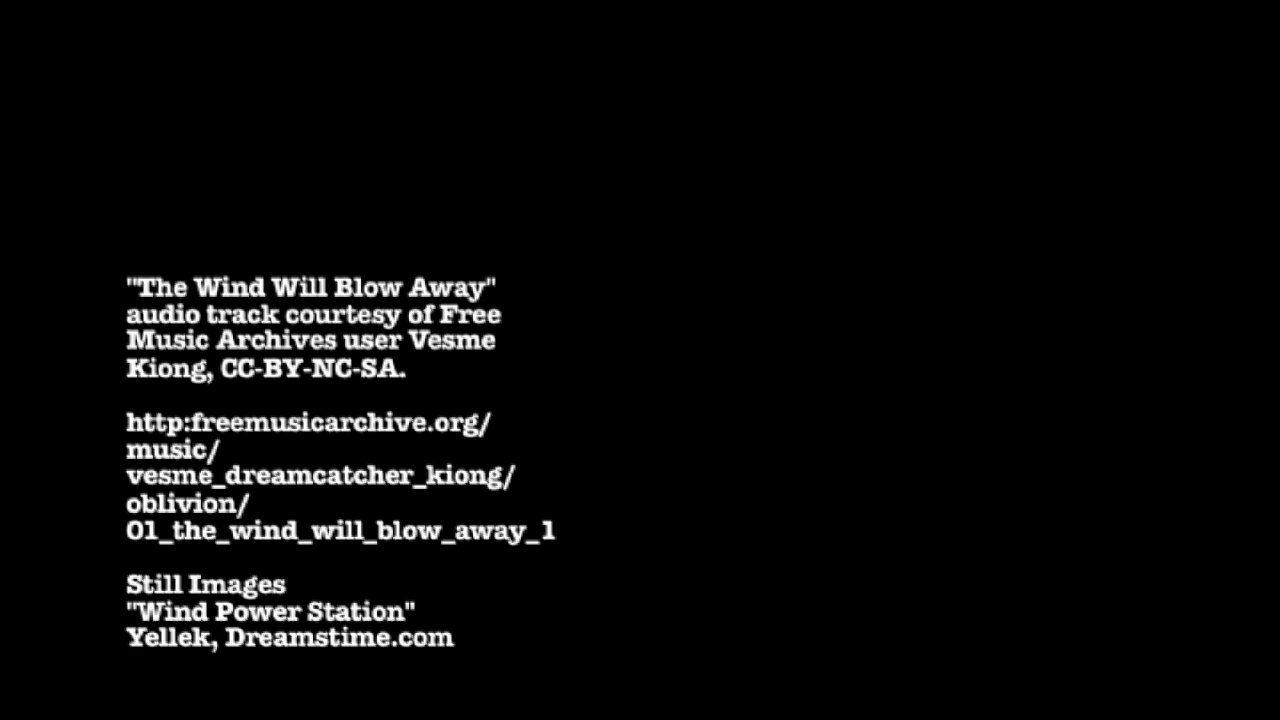 "The Wind Will Blow Away"
audio track courtesy of Free
Music Archives user Vesme
Kiong, CC-BY-NC-SA.
http:freemusicarchive.org/
music/
vesme_dreamcatcher_kiong/
oblivion/
01_the_wind_will_blow_away_1
Still Images
"Wind Power Station"
Yellek, Dreamstime.com